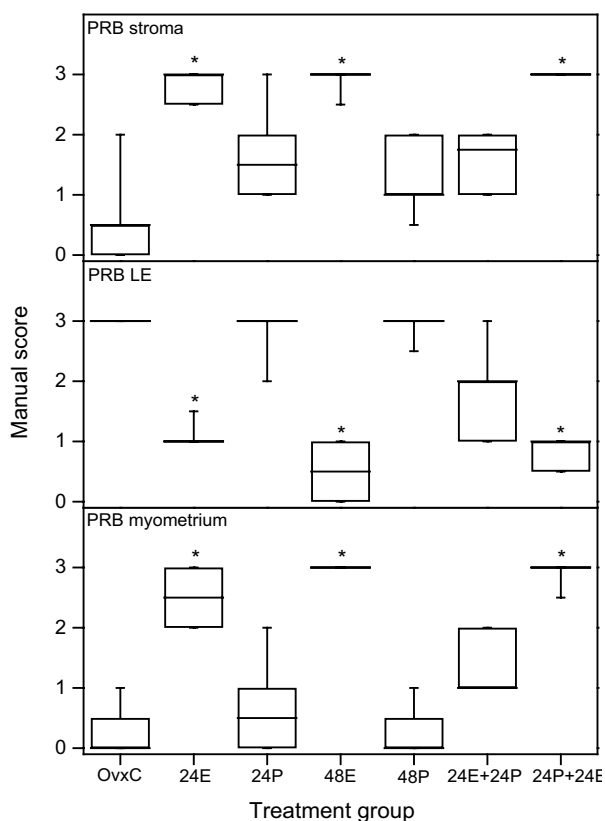 PRB stroma
* * *
3
2
1
0
PRB LE
3
* * *
2
1
0
PRB myometrium
* * *
3
2
1
0
Manual score
OvxC 24E 24P 48E 48P 24E+24P 24P+24E
Treatment group